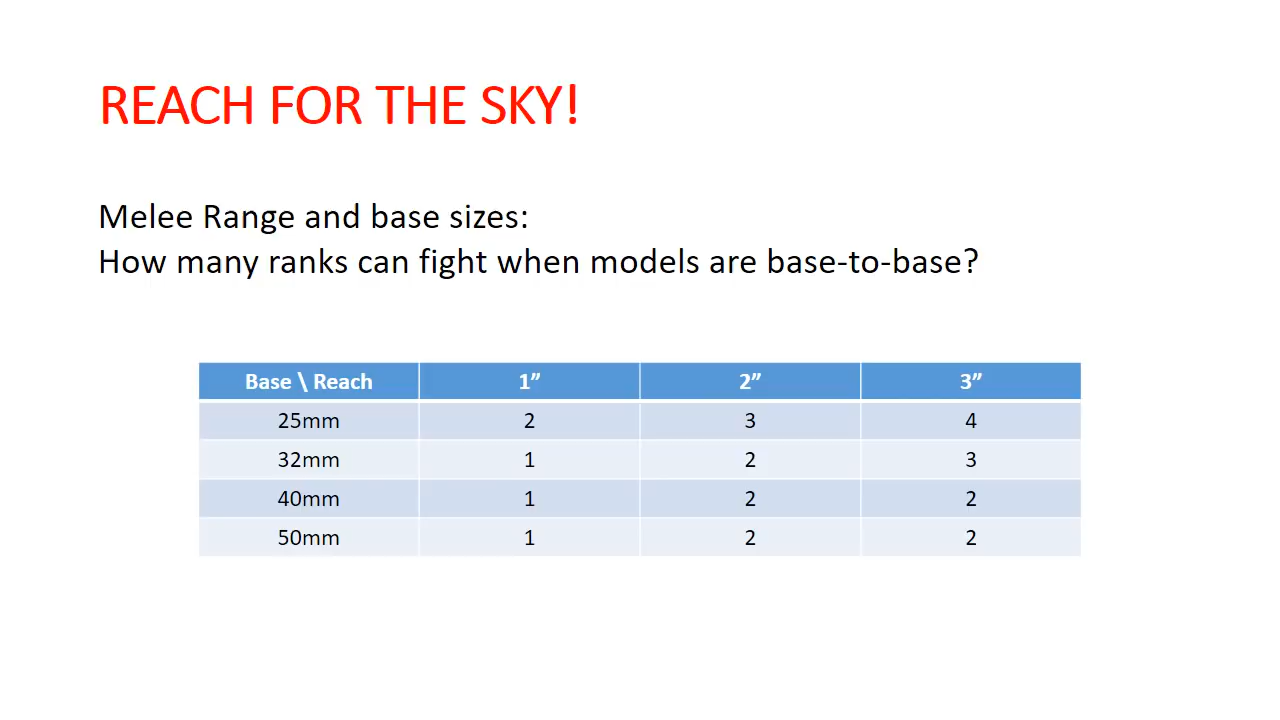 REACH FOR THE SKY!
Melee Range and base sizes:
How many ranks can fight when models are base-to-base?
Base \ Reach 1” 2” 3”
25mm 2 3 4
32mm 1 2 3
40mm 1 2 2
50mm 1 2 2